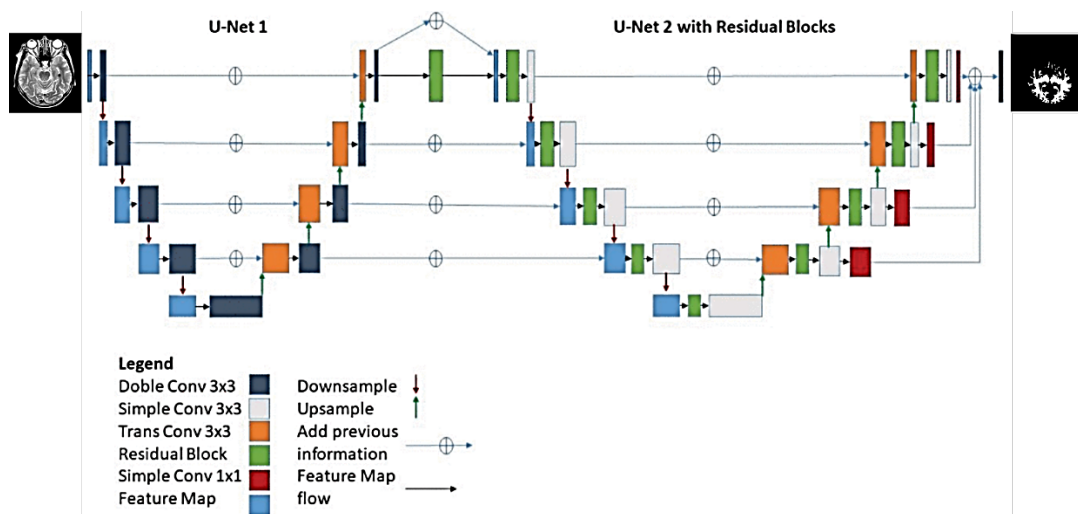 U-Net 1
U-Net 2 with Residual Blocks
Legend
Doble Conv 3x3
Simple Conv 3x3
Trans Conv 3x3
Residual Block
Simple Conv 1x1
Feature Map
Downsample
Upsample
Add previous
information
Feature Map
flow